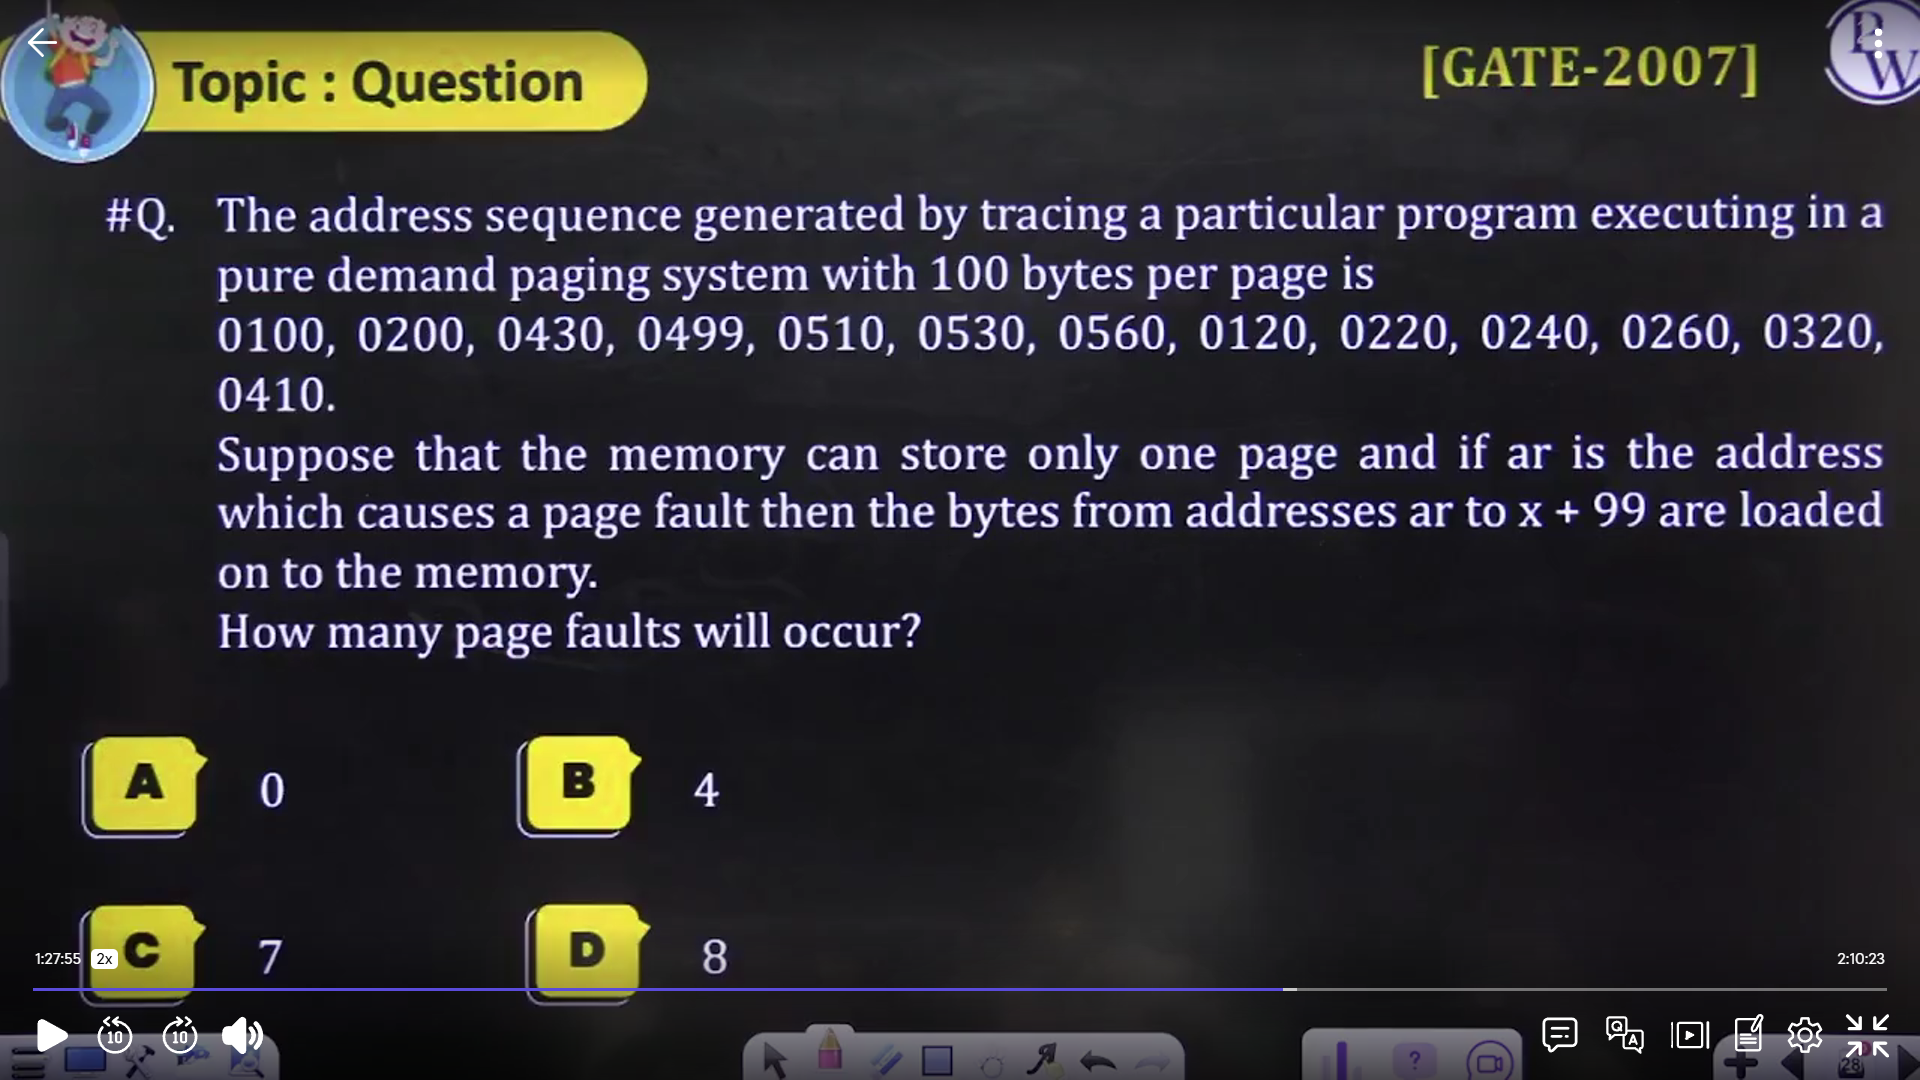 Topic : Question
[GATE-2007]
PW
#Q. The address sequence generated by tracing a particular program executing in a
pure demand paging system with 100 bytes per page is
0100, 0200, 0430, 0499, 0510, 0530, 0560, 0120, 0220, 0240, 0260, 0320,
0410.
Suppose that the memory can store only one page and if ar is the address
which causes a page fault then the bytes from addresses ar to x + 99 are loaded
on to the memory.
How many page faults will occur?
A 0
B 4
C 7
D 8
1:27:55 2x
2:10:23
10 10
28